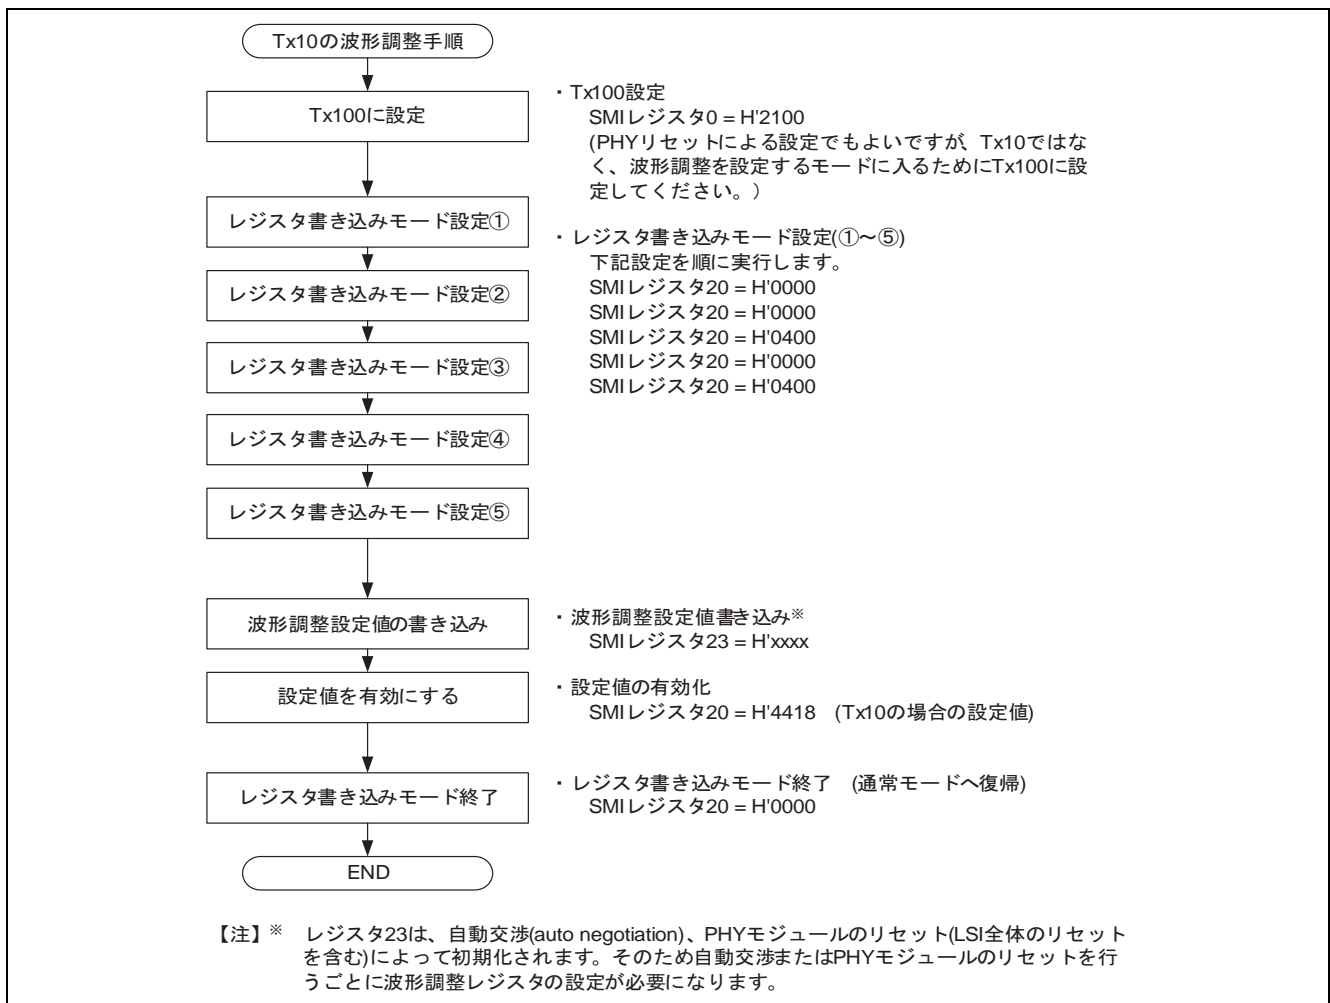 Tx10の波形調整手順
Tx100に設定
・Tx100設定
SMIレジスタ0 = H'2100
(PHYリセットによる設定でもよいですが、Tx10ではな
く、波形調整を設定するモードに入るためにTx100に設
定してください。)
レジスタ書き込みモード設定①
レジスタ書き込みモード設定②
レジスタ書き込みモード設定③
レジスタ書き込みモード設定④
レジスタ書き込みモード設定⑤
・レジスタ書き込みモード設定(①～⑤)
下記設定を順に実行します。
SMIレジスタ20 = H'0000
SMIレジスタ20 = H'0000
SMIレジスタ20 = H'0400
SMIレジスタ20 = H'0000
SMIレジスタ20 = H'0400
波形調整設定値の書き込み
・波形調整設定値書き込み※
SMIレジスタ23 = H'xxxx
設定値を有効にする
・設定値の有効化
SMIレジスタ20 = H'4418 (Tx10の場合の設定値)
レジスタ書き込みモード終了
・レジスタ書き込みモード終了 (通常モードへ復帰)
SMIレジスタ20 = H'0000
END
【注】※ レジスタ23は、自動交渉(auto negotiation)、PHYモジュールのリセット(LSI全体のリセット
を含む)によって初期化されます。そのため自動交渉またはPHYモジュールのリセットを行
うごとに波形調整レジスタの設定が必要になります。